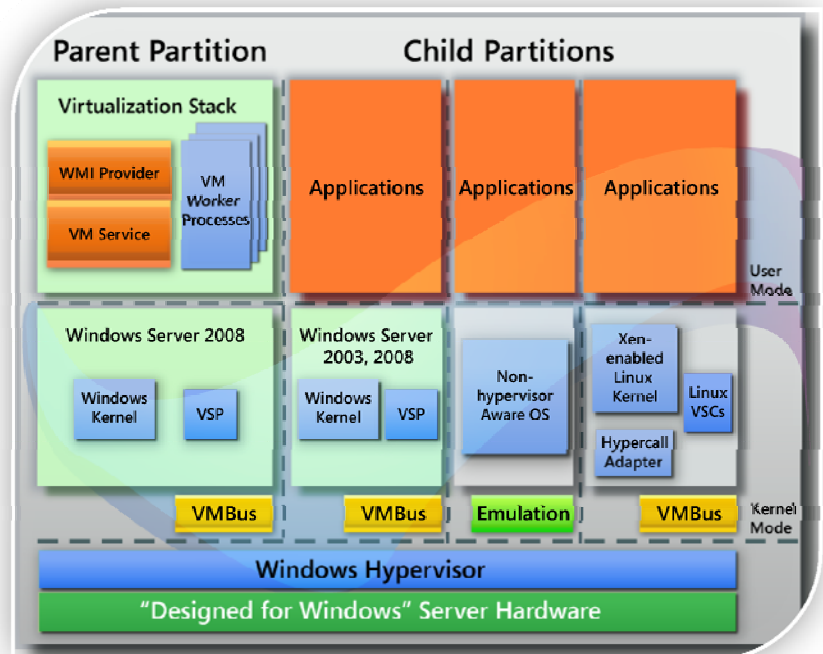 Parent Partition
Child Partitions
Virtualization Stack
WMI Provider
VM Service
VM
Worker
Processes
Applications
Applications
Applications
User
Mode
Windows Server 2008
Windows
Kernel
VSP
VMBus
Windows Server
2003, 2008
Windows
Kernel
VSP
VMBus
Non-
hypervisor
Aware OS
Emulation
Xen-
enabled
Linux
Kernel
Linux
VSCs
Hypercall
Adapter
VMBus
Kernel
Mode
Windows Hypervisor
“Designed for Windows” Server Hardware